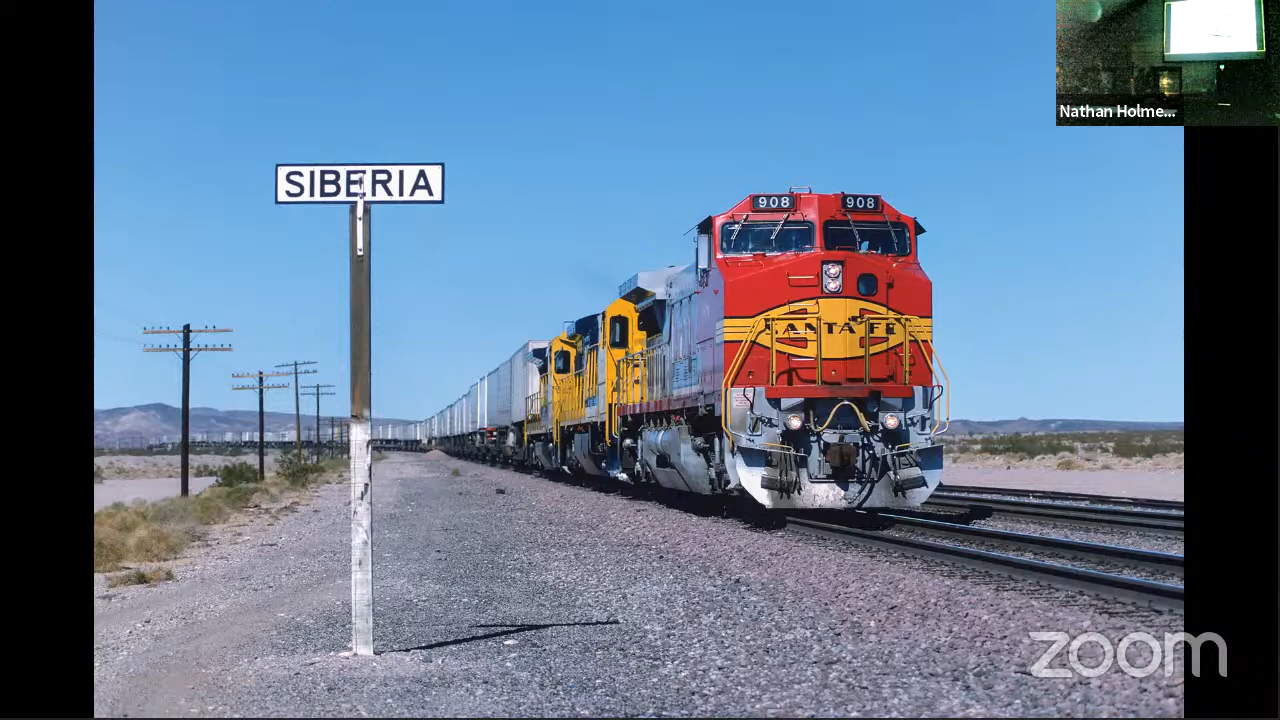 Nathan Holme...
SIBERIA
908 908
SANTA FE
zoom